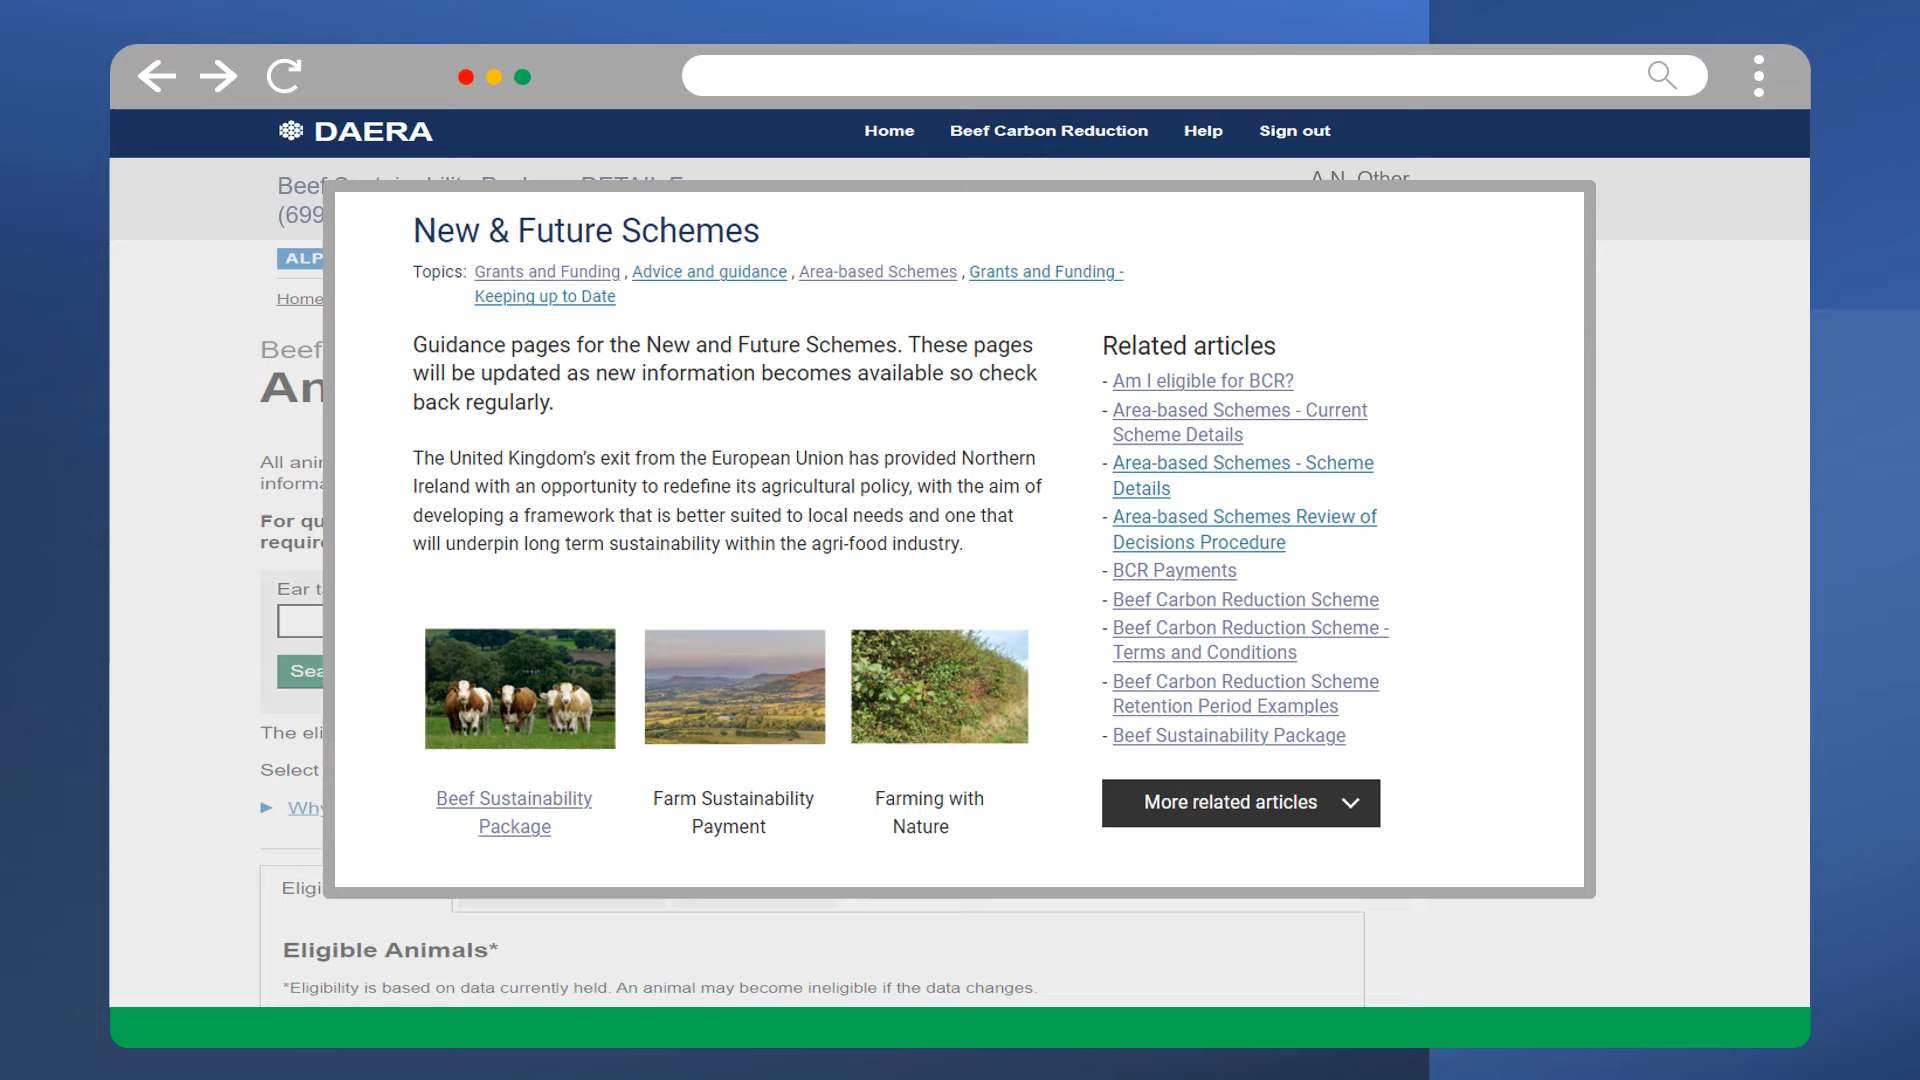 DAERA
Home Beef Carbon Reduction Help Sign out
Beef
A.N. Other
(699
ALP
Home
Beef
An
All
informa
For
Ear
Sea
The
Select
Why
New & Future Schemes
Topics: Grants and Funding , Advice and guidance , Area-based Schemes , Grants and Funding -
Keeping up to Date
Guidance pages for the New and Future Schemes. These pages
will be updated as new information becomes available so check
back regularly.
The United Kingdom's exit from the European Union has provided Northern
Ireland with an opportunity to redefine its agricultural policy, with the aim of
developing a framework that is better suited to local needs and one that
will underpin long term sustainability within the agri-food industry.
Beef Sustainability
Package
Farm Sustainability
Payment
Farming with
Nature
Related articles
- Am I eligible for BCR?
- Area-based Schemes - Current
Scheme Details
- Area-based Schemes - Scheme
Details
- Area-based Schemes Review of
Decisions Procedure
- BCR Payments
- Beef Carbon Reduction Scheme
- Beef Carbon Reduction Scheme -
Terms and Conditions
- Beef Carbon Reduction Scheme
Retention Period Examples
- Beef Sustainability Package
More related articles
Eligi
Eligible Animals*
*Eligibility is based on data currently held. An animal may become ineligible if the data changes.